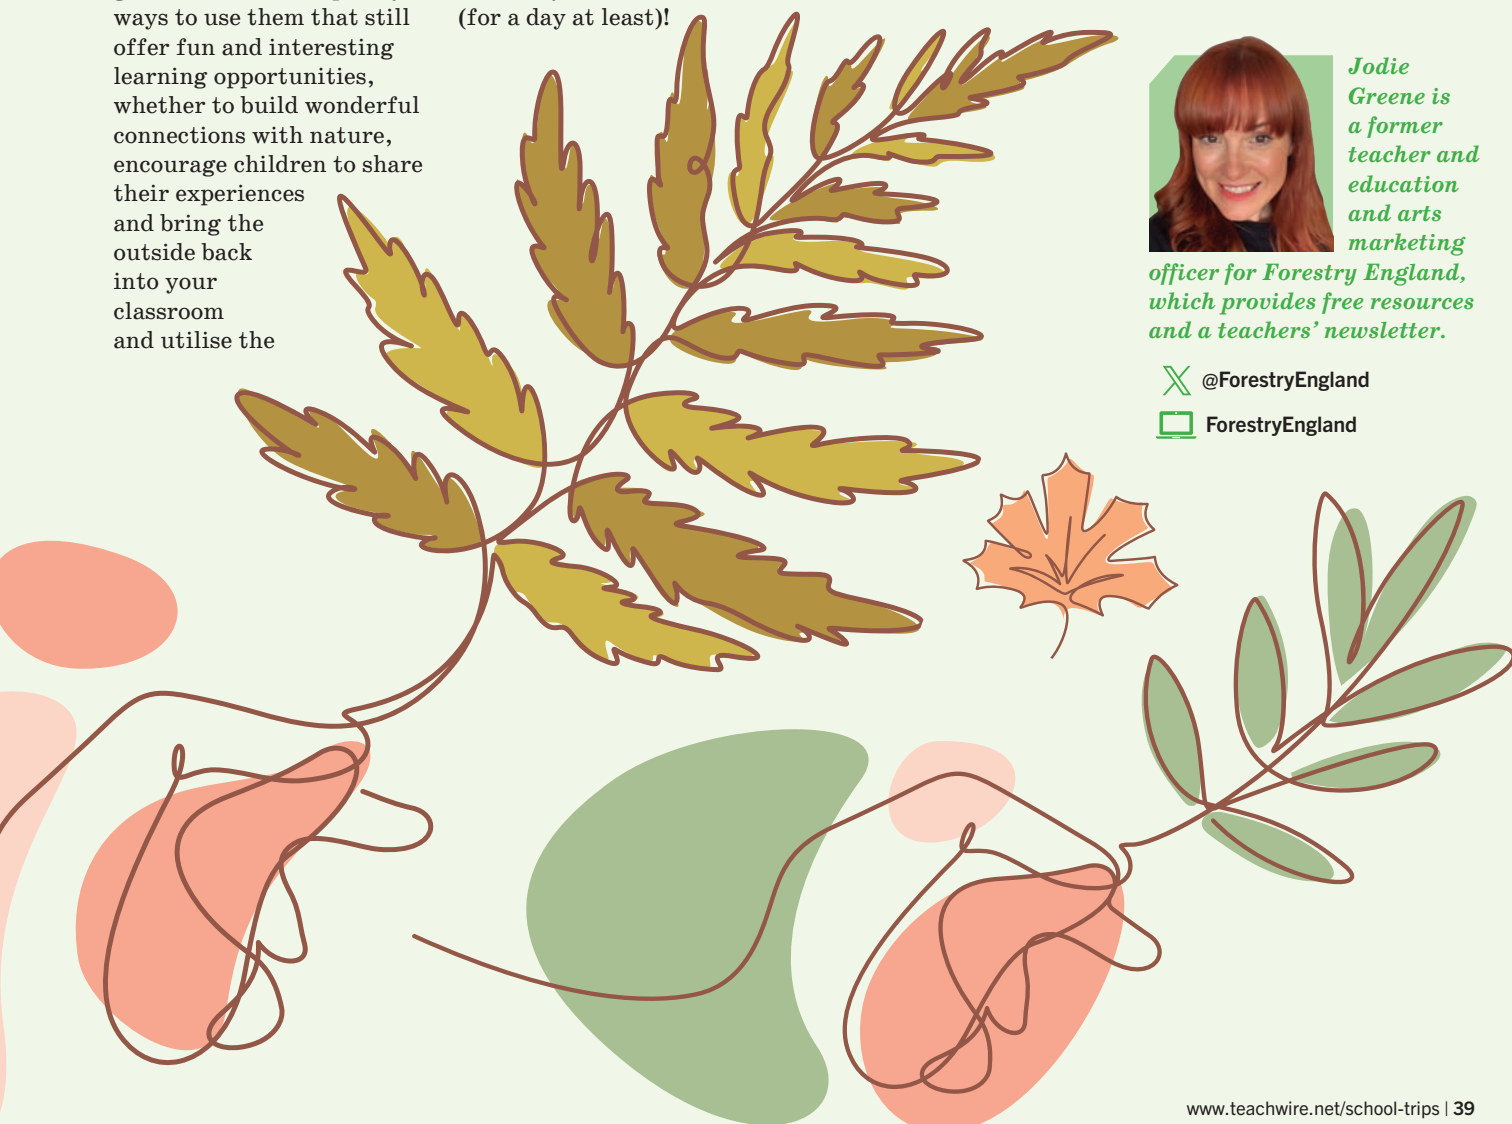 ways to use them that still
offer fun and interesting
learning opportunities,
whether to build wonderful
connections with nature,
encourage children to share
their experiences
and bring the
outside back
into your
classroom
and utilise the
(for a day at least)!
Jodie
Greene is
a former
teacher and
education
and arts
marketing
officer for Forestry England,
which provides free resources
and a teachers’ newsletter.
@ForestryEngland
ForestryEngland
www.teachwire.net/school-trips | 39